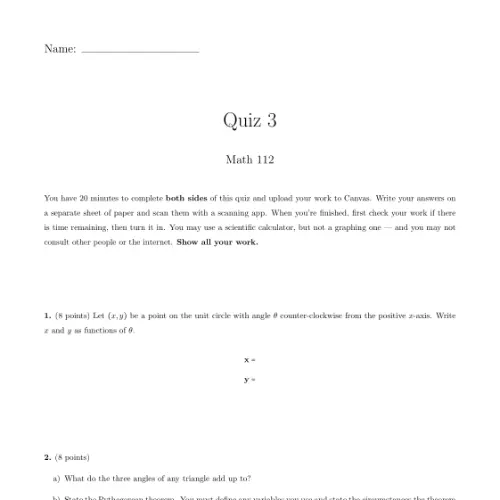 Name:
Quiz 3
Math 112
You have 20 minutes to complete both sides of this quiz and upload your work to Canvas. Write your answers on
a separate sheet of paper and scan them with a scanning app. When you're finished, first check your work if there
is time remaining, then turn it in. You may use a scientific calculator, but not a graphing one — and you may not
consult other people or the internet. Show all your work.
1. (8 points) Let (x, y) be a point on the unit circle with angle θ counter-clockwise from the positive x-axis. Write
x and y as functions of θ.
x =
y =
2. (8 points)
a) What do the three angles of any triangle add up to?
b) State the Pythagorean theorem. You must define any variables you use and state the circumstances the theorem